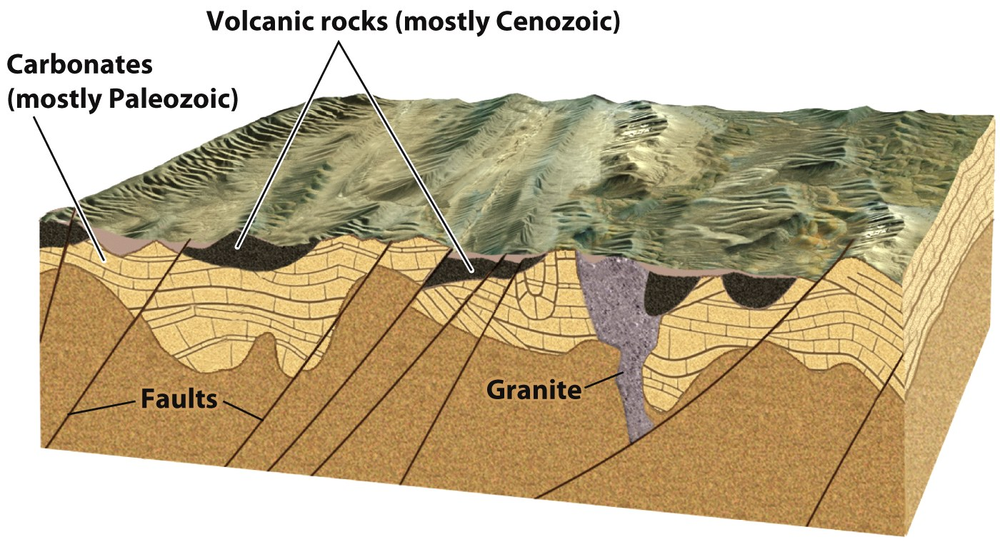 Volcanic rocks (mostly Cenozoic)
Carbonates
(mostly Paleozoic)
Faults
Granite